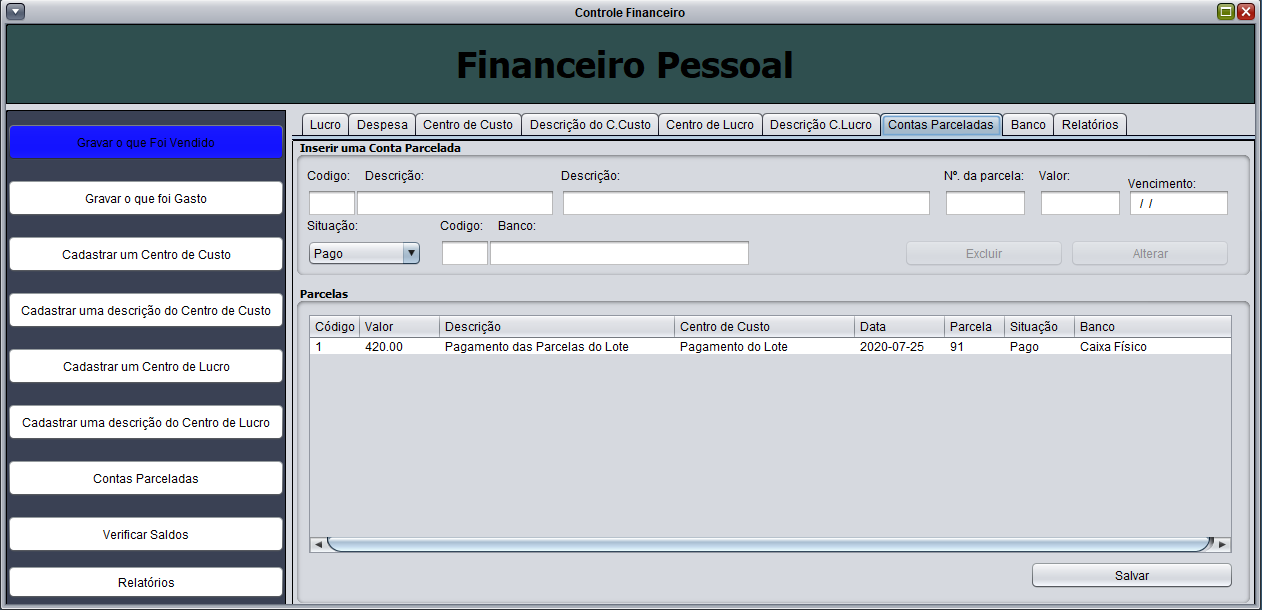 Controle Financeiro
Financeiro Pessoal
Gravar o que Foi Vendido
Gravar o que foi Gasto
Cadastrar um Centro de Custo
Cadastrar uma descrição do Centro de Custo
Cadastrar um Centro de Lucro
Cadastrar uma descrição do Centro de Lucro
Contas Parceladas
Verificar Saldos
Relatórios
Lucro Despesa Centro de Custo Descrição do C.Custo Centro de Lucro Descrição C.Lucro Contas Parceladas Banco Relatórios
Inserir uma Conta Parcelada
Codigo: Descrição: Descrição: Nº. da parcela: Valor: Vencimento:
/ /
Situação: Codigo: Banco:
Pago Excluir Alterar
Parcelas
Código Valor Descrição Centro de Custo Data Parcela Situação Banco
1 420.00 Pagamento das Parcelas do Lote Pagamento do Lote 2020-07-25 91 Pago Caixa Físico
Salvar